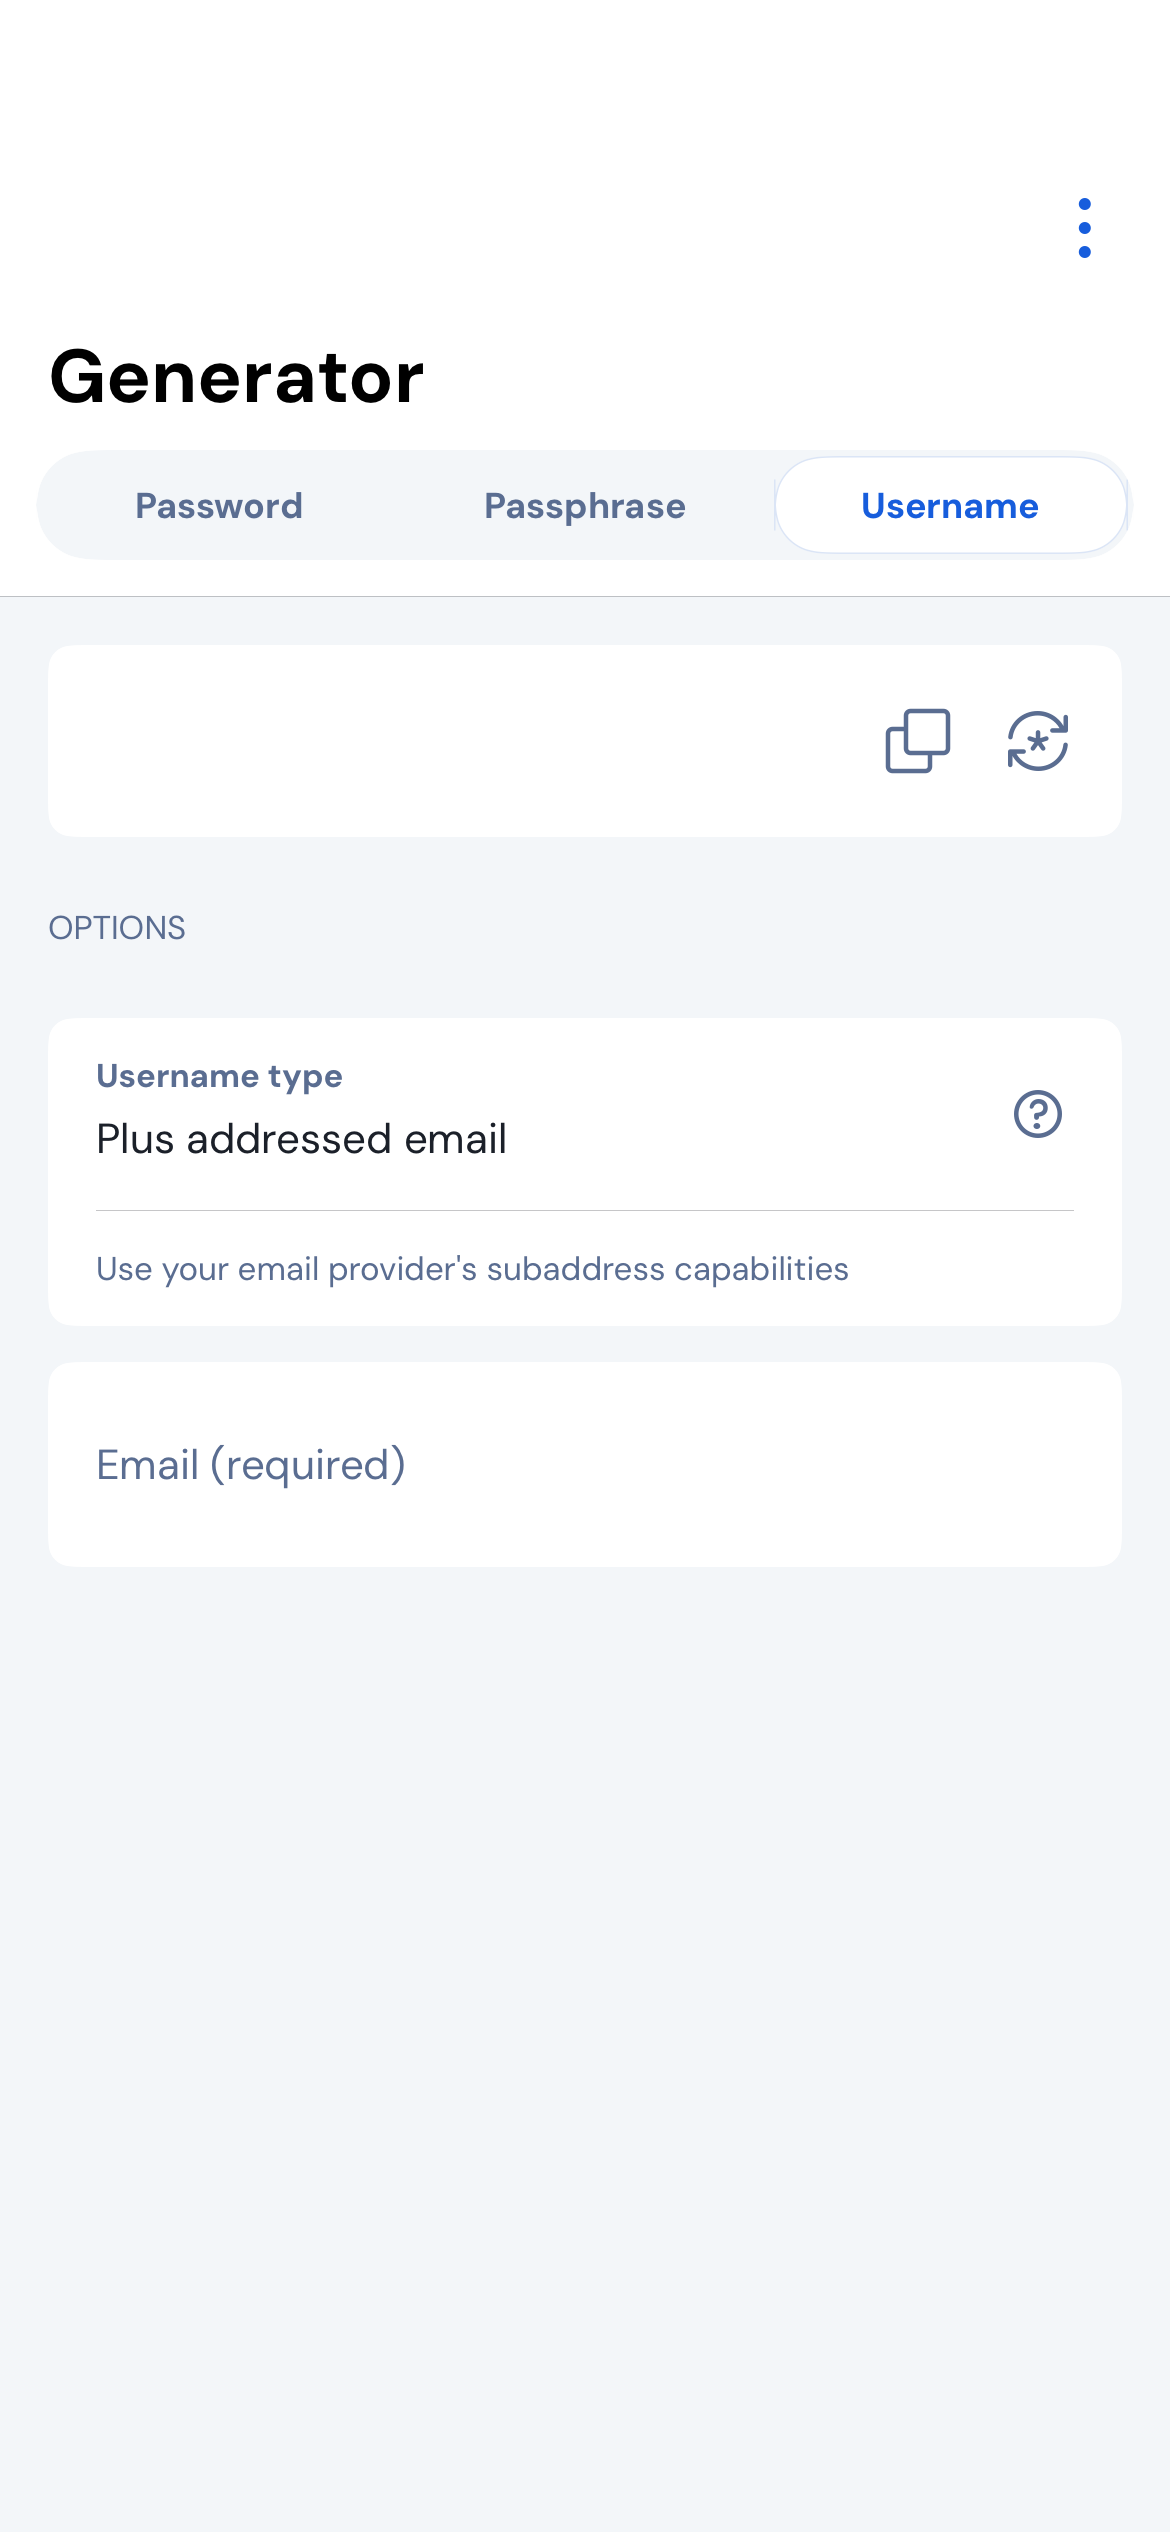 Generator
Password
Passphrase
Username
OPTIONS
Username type
Plus addressed email
Use your email provider's subaddress capabilities
Email (required)